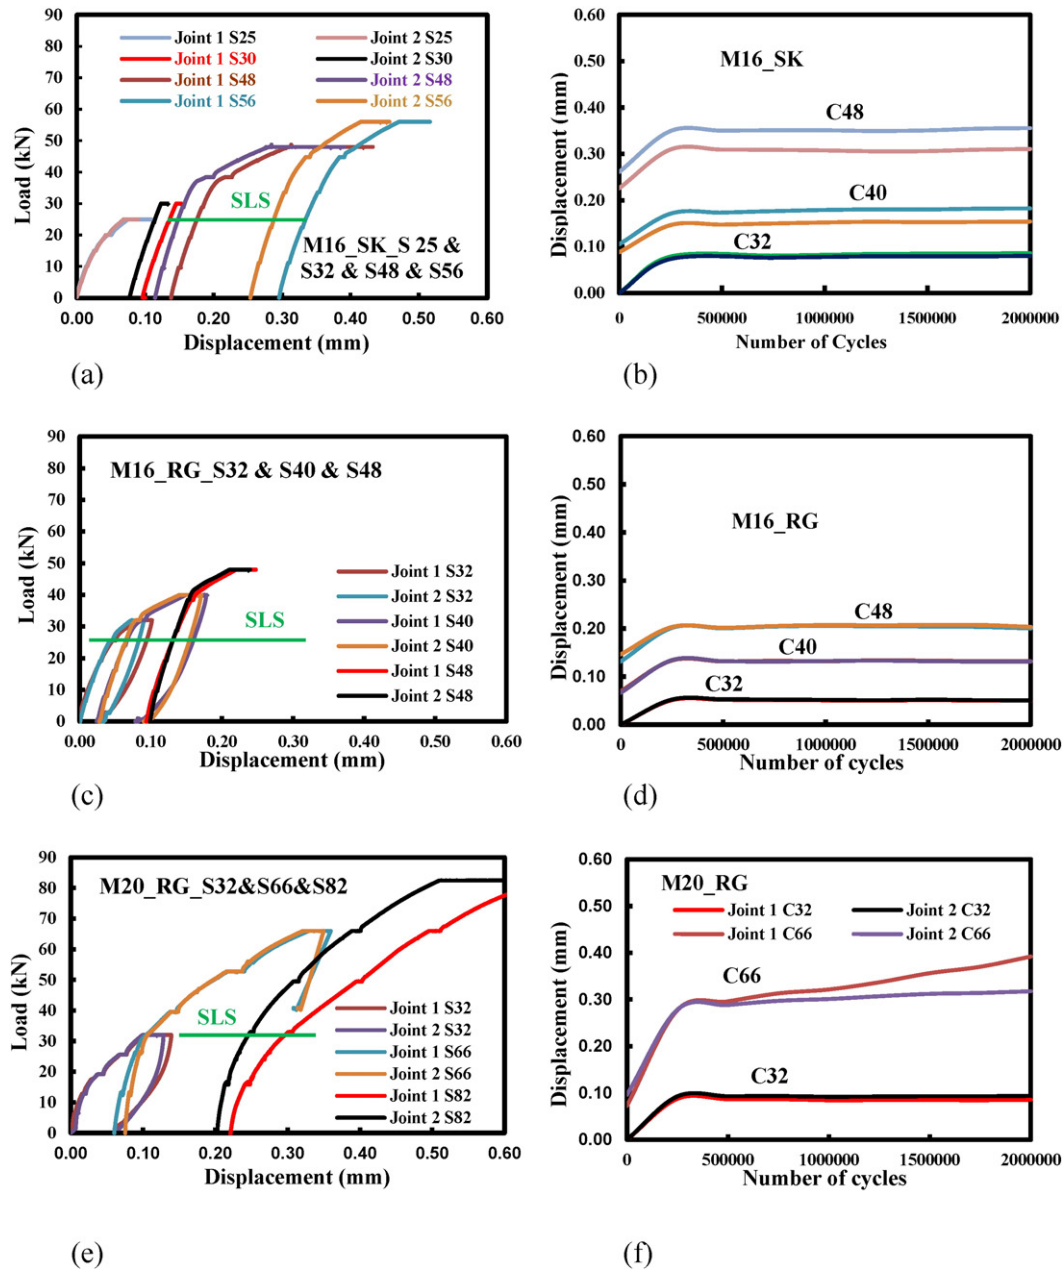 90
80
70
60
50
40
30
20
10
0
Load (kN)
Joint 1 S25
Joint 2 S25
Joint 1 S30
Joint 2 S30
Joint 1 S48
Joint 2 S48
Joint 1 S56
Joint 2 S56
SLS
M16_SK_S 25 &
S32 & S48 & S56
0.00 0.10 0.20 0.30 0.40 0.50 0.60
Displacement (mm)
(a)
0.60
0.50
0.40
0.30
0.20
0.10
0.00
Displacement (mm)
M16_SK
C48
C40
C32
0 500000 1000000 1500000 2000000
Number of Cycles
(b)
90
80
70
60
50
40
30
20
10
0
Load (kN)
M16_RG_S32 & S40 & S48
Joint 1 S32
Joint 2 S32
Joint 1 S40
Joint 2 S40
Joint 1 S48
Joint 2 S48
SLS
0.00 0.10 0.20 0.30 0.40 0.50 0.60
Displacement (mm)
(c)
0.60
0.50
0.40
0.30
0.20
0.10
0.00
Displacement (mm)
M16_RG
C48
C40
C32
0 500000 1000000 1500000 2000000
Number of cycles
(d)
90
80
70
60
50
40
30
20
10
0
Load (kN)
M20_RG_S32&S66&S82
SLS
Joint 1 S32
Joint 2 S32
Joint 1 S66
Joint 2 S66
Joint 1 S82
Joint 2 S82
0.00 0.10 0.20 0.30 0.40 0.50 0.60
Displacement (mm)
(e)
0.60
0.50
0.40
0.30
0.20
0.10
0.00
Displacement (mm)
M20_RG
Joint 1 C32
Joint 2 C32
Joint 1 C66
Joint 2 C66
C66
C32
0 500000 1000000 1500000 2000000
Number of cycles
(f)